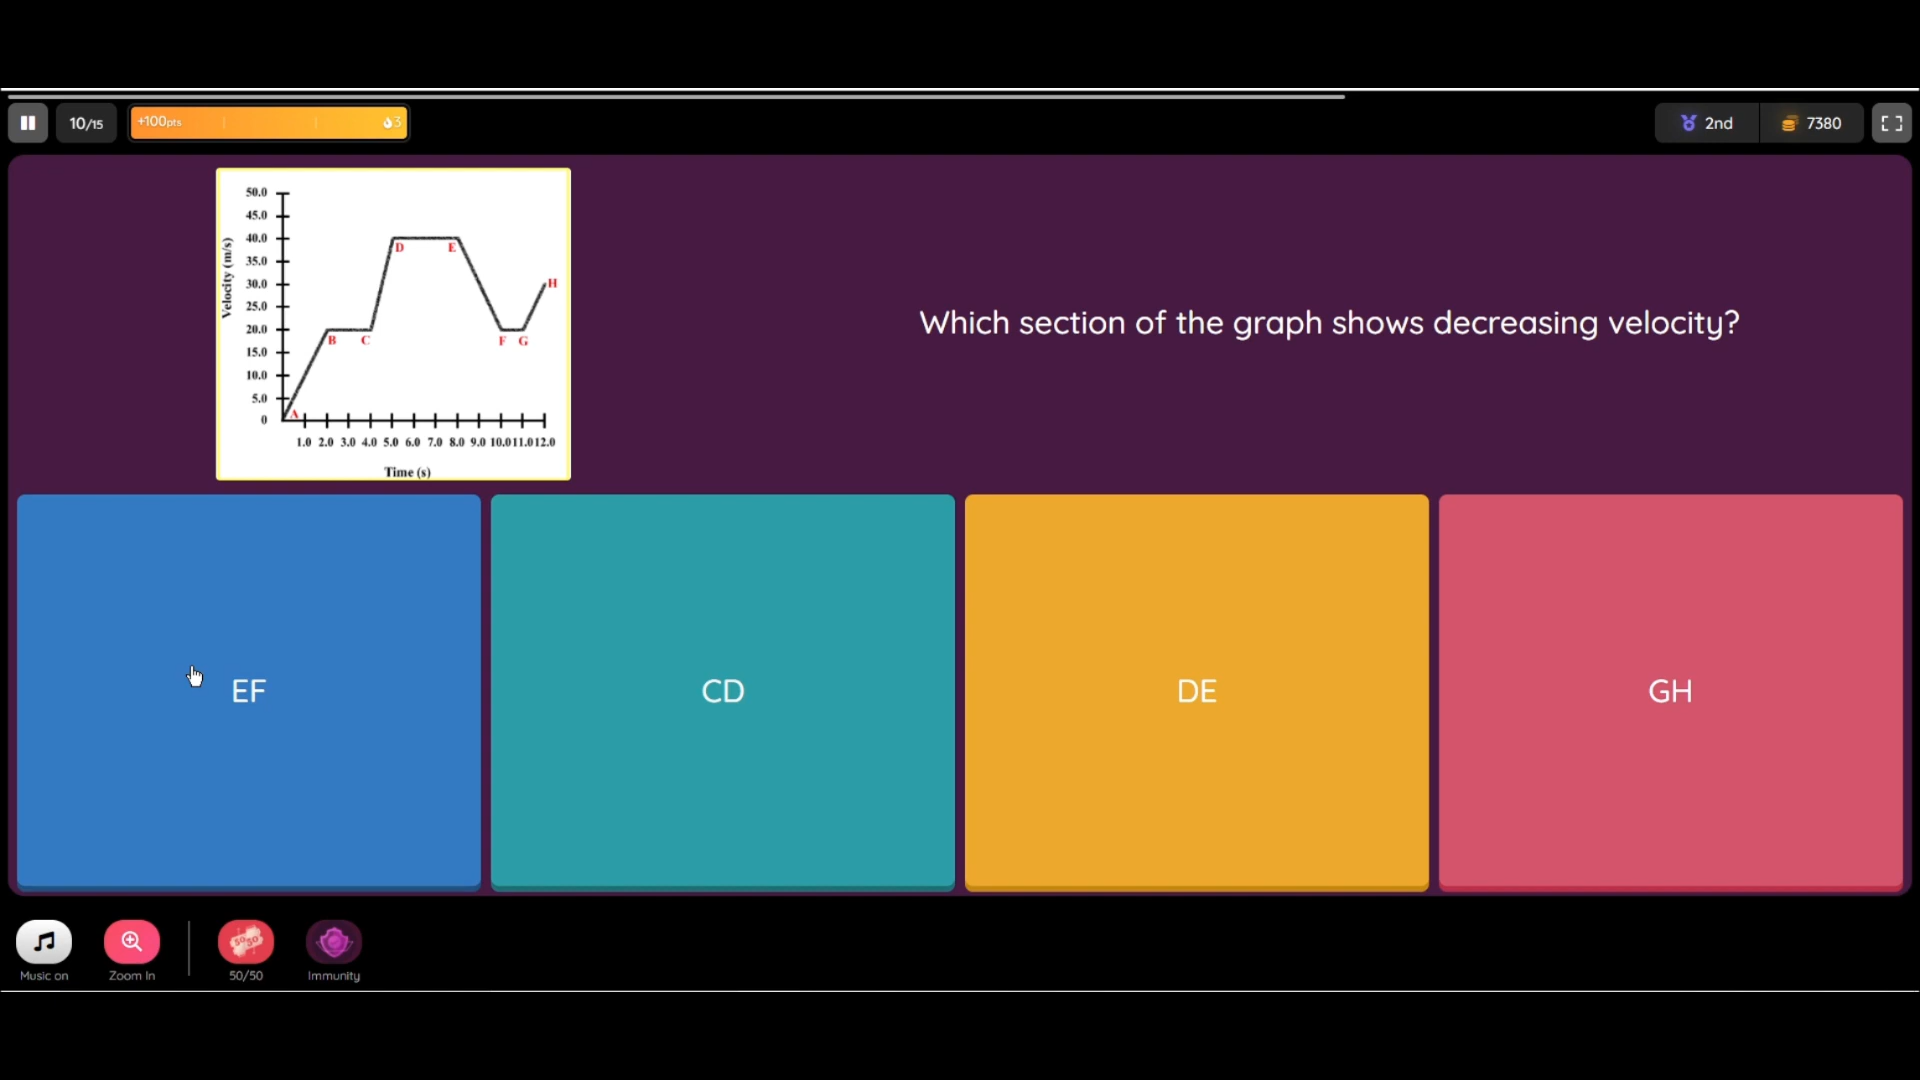 10/15
+100pts
3
2nd
7380
50.0
45.0
40.0
35.0
30.0
25.0
20.0
15.0
10.0
5.0
0
Velocity (m/s)
A
B
C
D
E
F
G
H
1.0 2.0 3.0 4.0 5.0 6.0 7.0 8.0 9.0 10.0 11.0 12.0
Time (s)
Which section of the graph shows decreasing velocity?
EF
CD
DE
GH
50 50
Music on
Zoom In
50/50
Immunity